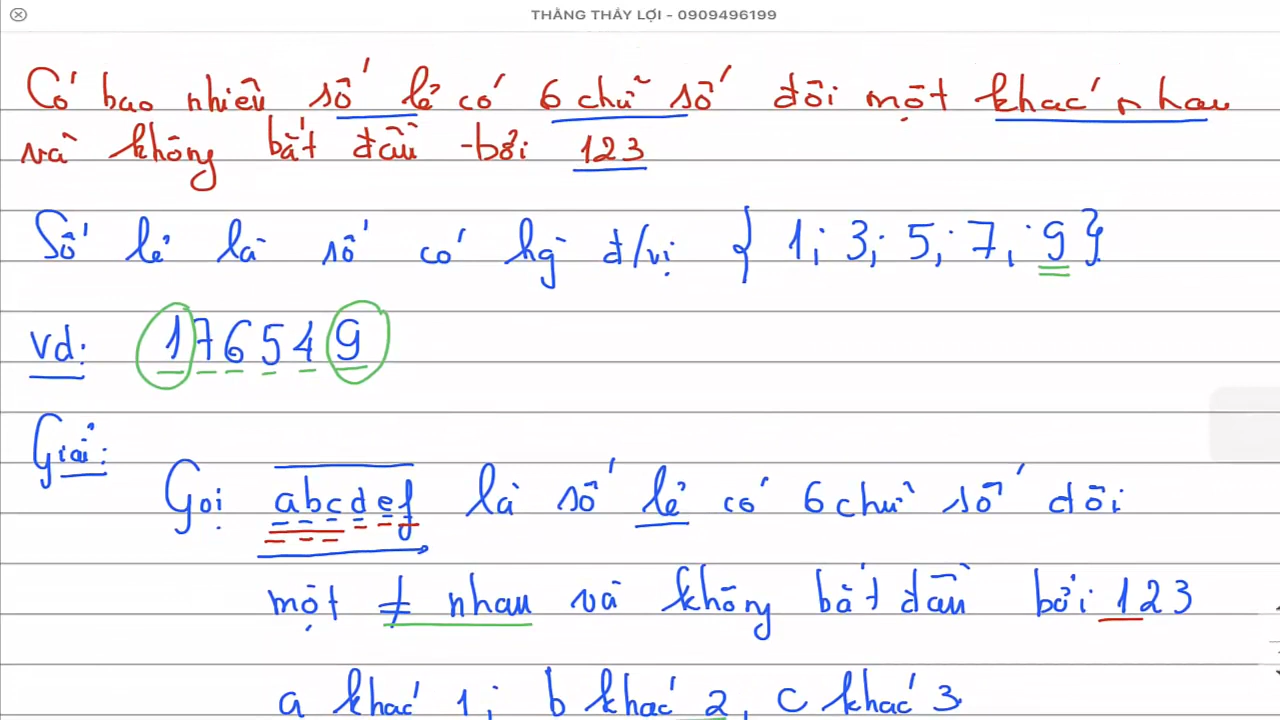 THẮNG THẦY LỢI - 0909496199
Có bao nhiêu số lẻ có 6 chữ số đôi một khác nhau
và không bắt đầu bởi 123
Số lẻ là số có hg đ/vị { 1; 3; 5; 7; 9 }
vd: 176549
Giải:
Gọi abcdef là số lẻ có 6 chữ số đôi
một ≠ nhau và không bắt đầu bởi 123
a khác 1; b khác 2, c khác 3